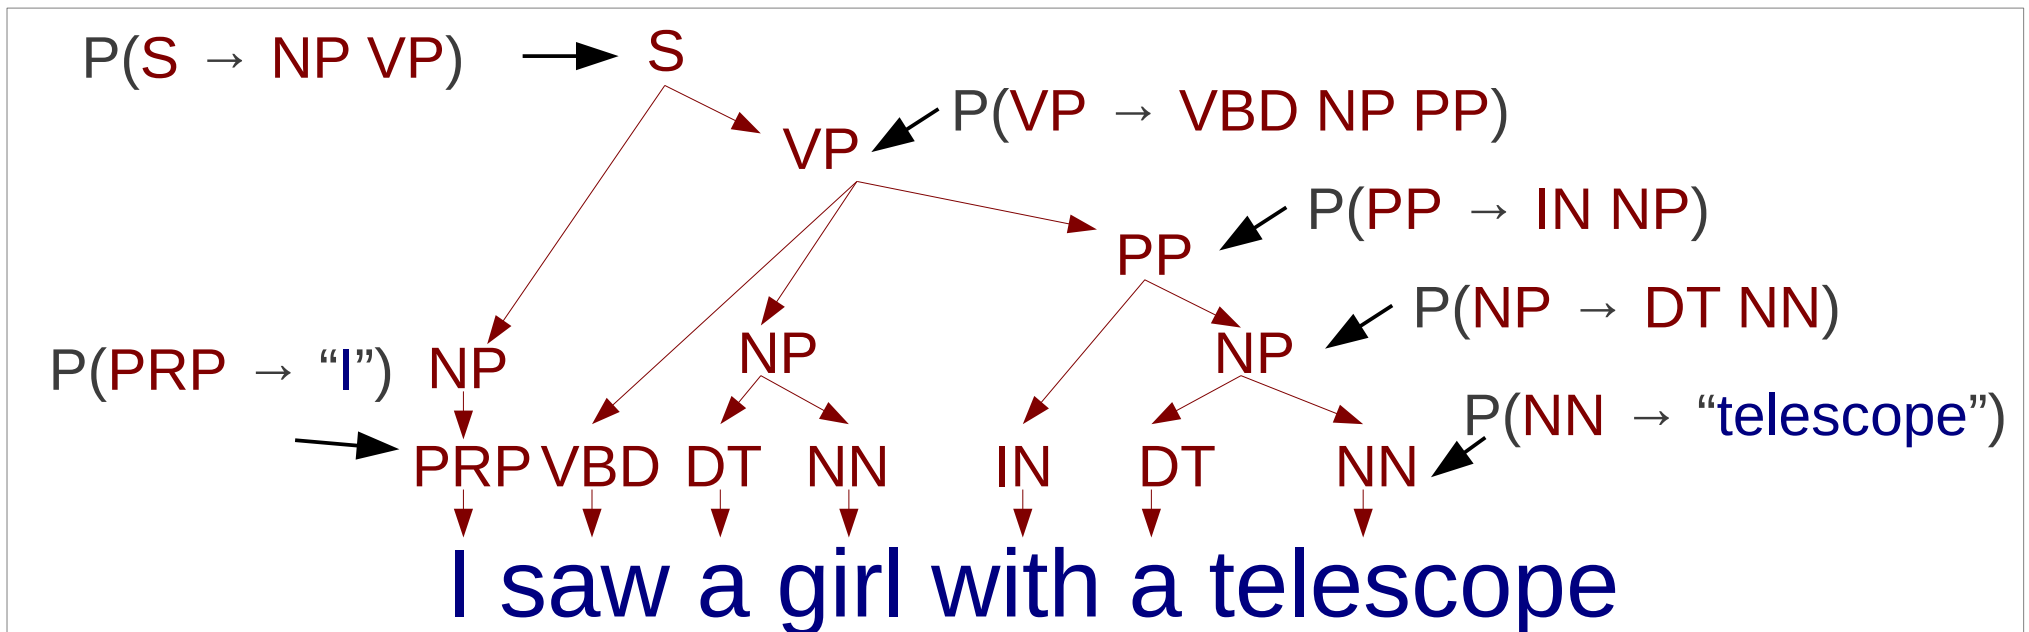 P(S → NP VP) S
P(VP → VBD NP PP)
VP
P(PP → IN NP)
PP
P(NP → DT NN)
NP NP
P(PRP → “I”) NP
P(NN → “telescope”)
PRP VBD DT NN IN DT NN
I saw a girl with a telescope